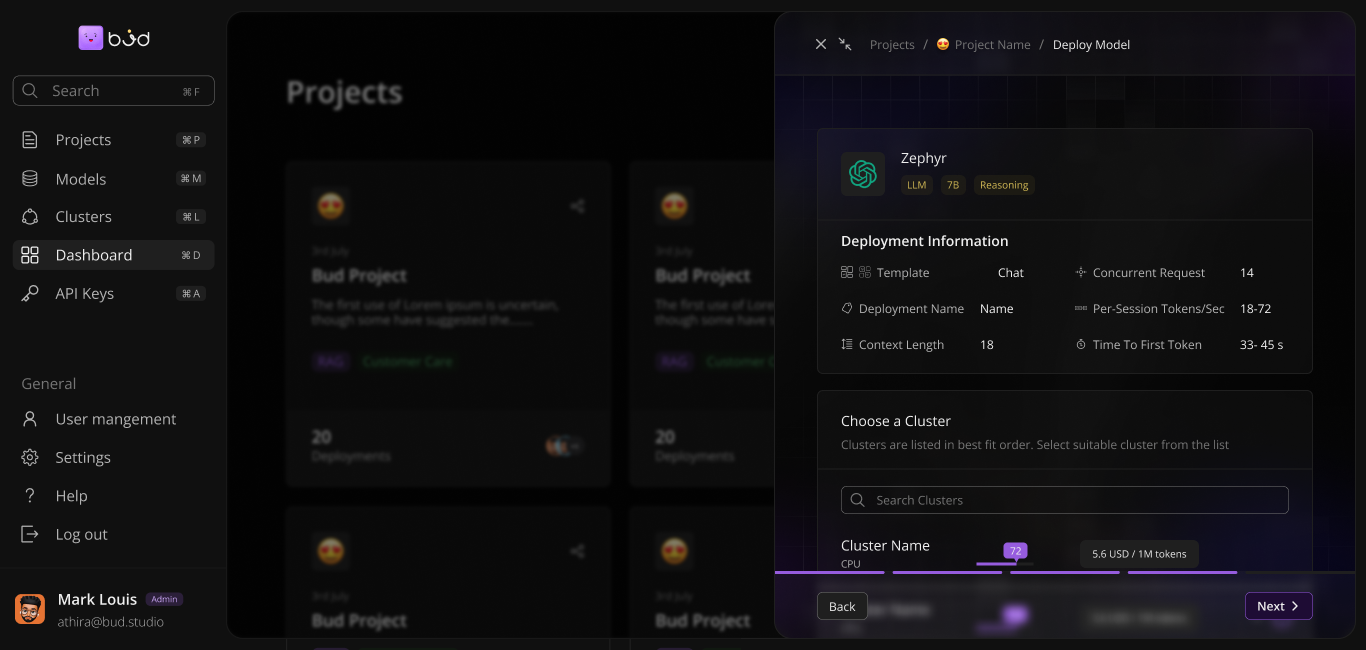 bud
Search ⌘ F
Projects ⌘ P
Models ⌘ M
Clusters ⌘ L
Dashboard ⌘ D
API Keys ⌘ A
General
User mangement
Settings
Help
Log out
Mark Louis Admin
athira@bud.studio
Projects
3rd july
Bud Project
The first use of Lorem ipsum is uncertain,
though some have suggested the.......
RAG Customer Care
20
Deployments
3rd july
Bud Project
The first use of Lore
though some have s
RAG Customer C
20
Deployments
Bud Project
Bud Project
Projects / Project Name / Deploy Model
Zephyr
LLM 7B Reasoning
Deployment Information
Template Chat Concurrent Request 14
Deployment Name Name Per-Session Tokens/Sec 18-72
Context Length 18 Time To First Token 33- 45 s
Choose a Cluster
Clusters are listed in best fit order. Select suitable cluster from the list
Search Clusters
Cluster Name 72 5.6 USD / 1M tokens
CPU
Back Next